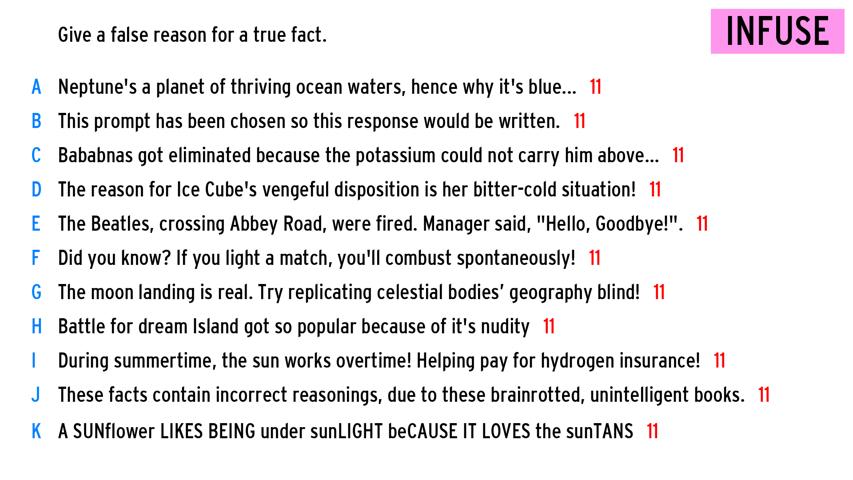 Give a false reason for a true fact.
INFUSE
A Neptune's a planet of thriving ocean waters, hence why it's blue... 11
B This prompt has been chosen so this response would be written. 11
C Bababnas got eliminated because the potassium could not carry him above... 11
D The reason for Ice Cube's vengeful disposition is her bitter-cold situation! 11
E The Beatles, crossing Abbey Road, were fired. Manager said, "Hello, Goodbye!". 11
F Did you know? If you light a match, you'll combust spontaneously! 11
G The moon landing is real. Try replicating celestial bodies’ geography blind! 11
H Battle for dream Island got so popular because of it's nudity 11
I During summertime, the sun works overtime! Helping pay for hydrogen insurance! 11
J These facts contain incorrect reasonings, due to these brainrotted, unintelligent books. 11
K A SUNflower LIKES BEING under sunLIGHT beCAUSE IT LOVES the sunTANS 11